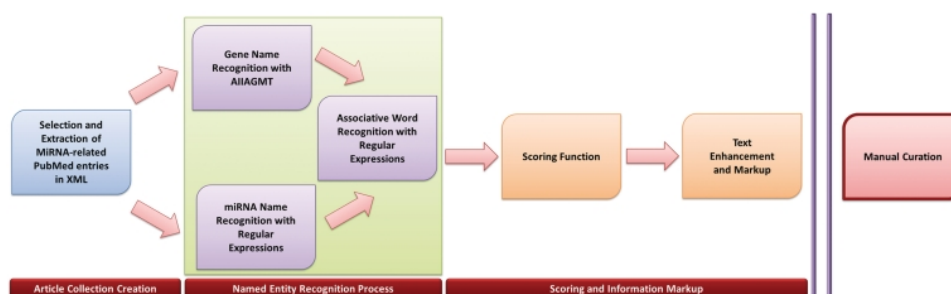 Gene Name
Recognition with
AIIAGMT
Selection and
Extraction of
MiRNA-related
PubMed entries
in XML
Associative Word
Recognition with
Regular
Expressions
miRNA Name
Recognition with
Regular
Expressions
Scoring Function
Text
Enhancement
and Markup
Manual Curation
Article Collection Creation
Named Entity Recognition Process
Scoring and Information Markup